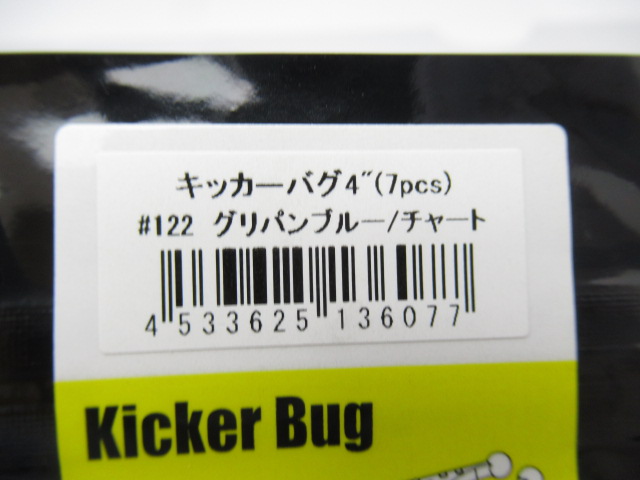 キッカーバグ4″(7pcs)
#122 グリパンブルー/チャート
4 533625 136077
Kicker Bug